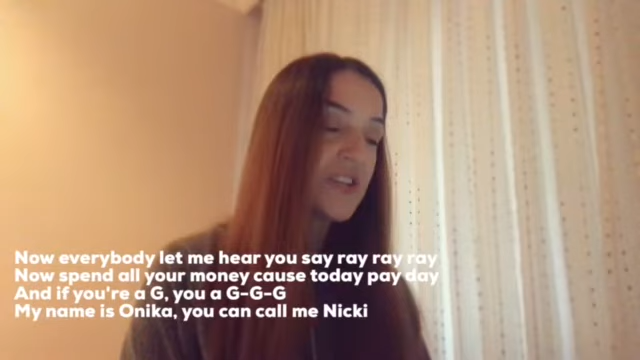 Now everybody let me hear you say ray ray ray
Now spend all your money cause today pay day
And if you're a G, you a G-G-G
My name is Onika, you can call me Nicki